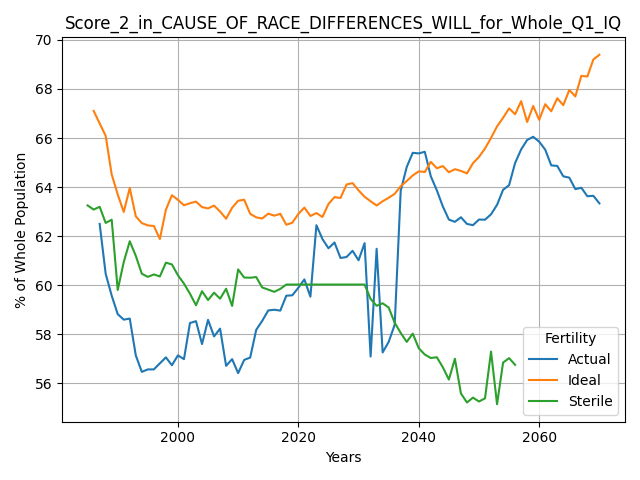 Score_2_in_CAUSE_OF_RACE_DIFFERENCES_WILL_for_Whole_Q1_IQ
70
68
66
64
62
60
58
56
% of Whole Population
2000 2020 2040 2060
Years
Fertility
Actual
Ideal
Sterile